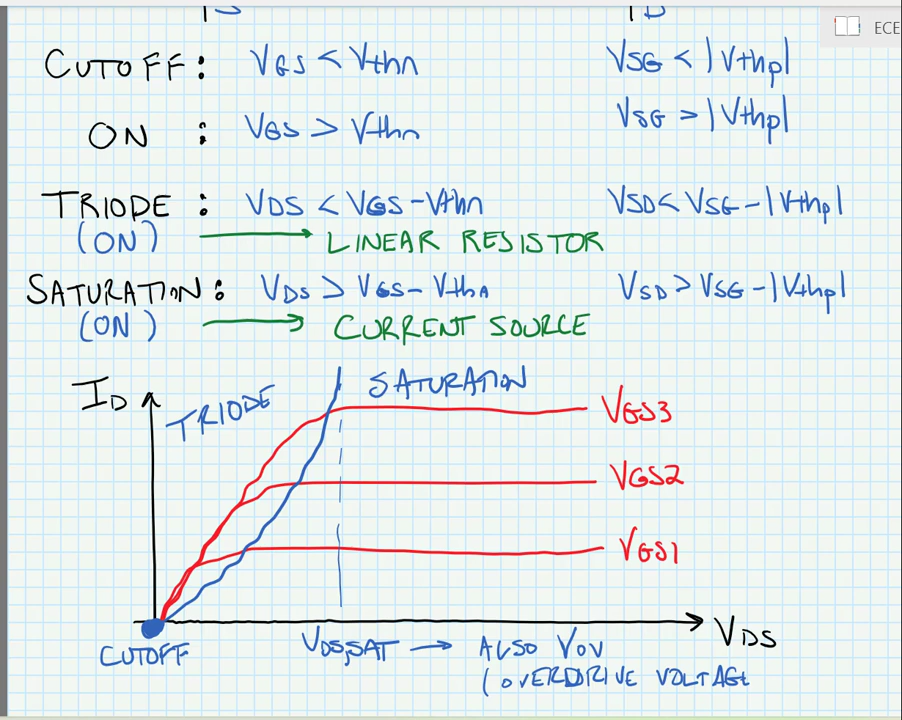 ECE
CUTOFF: VGS < Vthn VSG < |Vthp|
ON : VGS > Vthn VSG > |Vthp|
TRIODE : VDS < VGS - Vthn VSD < VSG - |Vthp|
(ON) → LINEAR RESISTOR
SATURATION: VDS > VGS - Vthn VSD > VSG - |Vthp|
(ON) → CURRENT SOURCE
ID TRIODE SATURATION
VGS3
VGS2
VGS1
VDS
CUTOFF VDS,SAT → ALSO VOV
(OVERDRIVE VOLTAGE